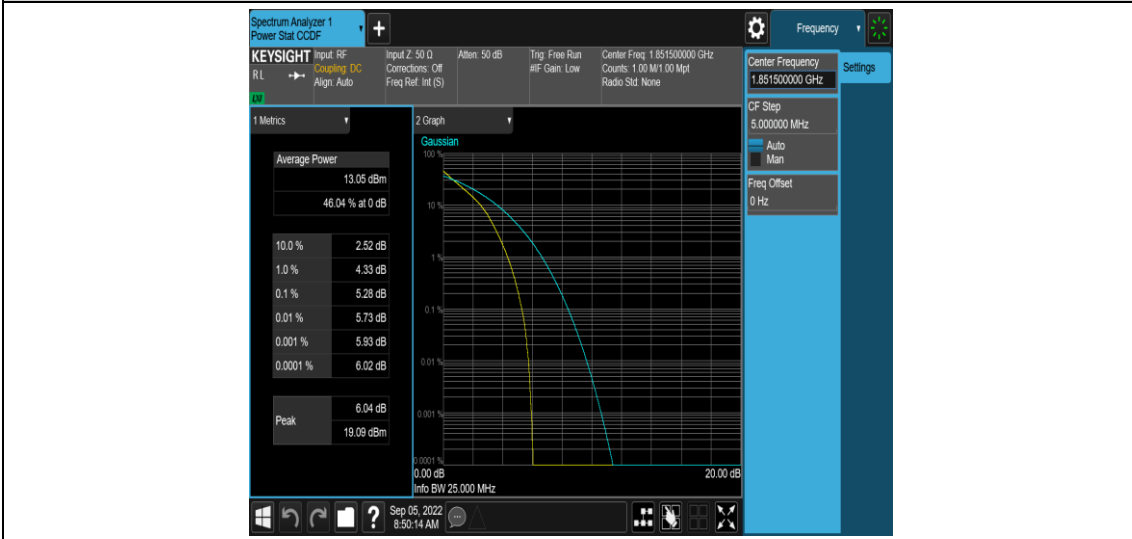 Spectrum Analyzer 1
Power Stat CCDF
+
Frequency
KEYSIGHT
RL
LXI
Input: RF
Coupling: DC
Align: Auto
Input Z: 50 Ω
Corrections: Off
Freq Ref: Int (S)
Atten: 50 dB
Trig: Free Run
#IF Gain: Low
Center Freq: 1.851500000 GHz
Counts: 1.00 M/1.00 Mpt
Radio Std: None
Center Frequency
1.851500000 GHz
Settings
CF Step
5.000000 MHz
Auto
Man
Freq Offset
0 Hz
1 Metrics
Average Power
13.05 dBm
46.04 % at 0 dB
10.0 % 2.52 dB
1.0 % 4.33 dB
0.1 % 5.28 dB
0.01 % 5.73 dB
0.001 % 5.93 dB
0.0001 % 6.02 dB
Peak
6.04 dB
19.09 dBm
2 Graph
Gaussian
100 %
10 %
1 %
0.1 %
0.01 %
0.001 %
0.0001 %
0.00 dB 20.00 dB
Info BW 25.000 MHz
?
Sep 05, 2022
8:50:14 AM